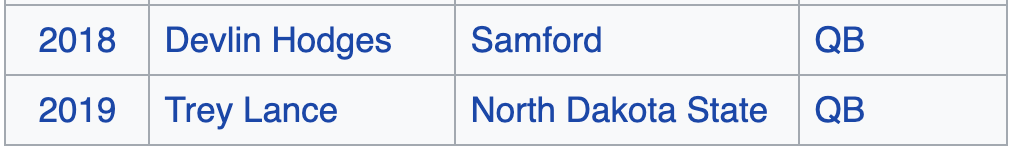 2018 Devlin Hodges Samford QB
2019 Trey Lance North Dakota State QB